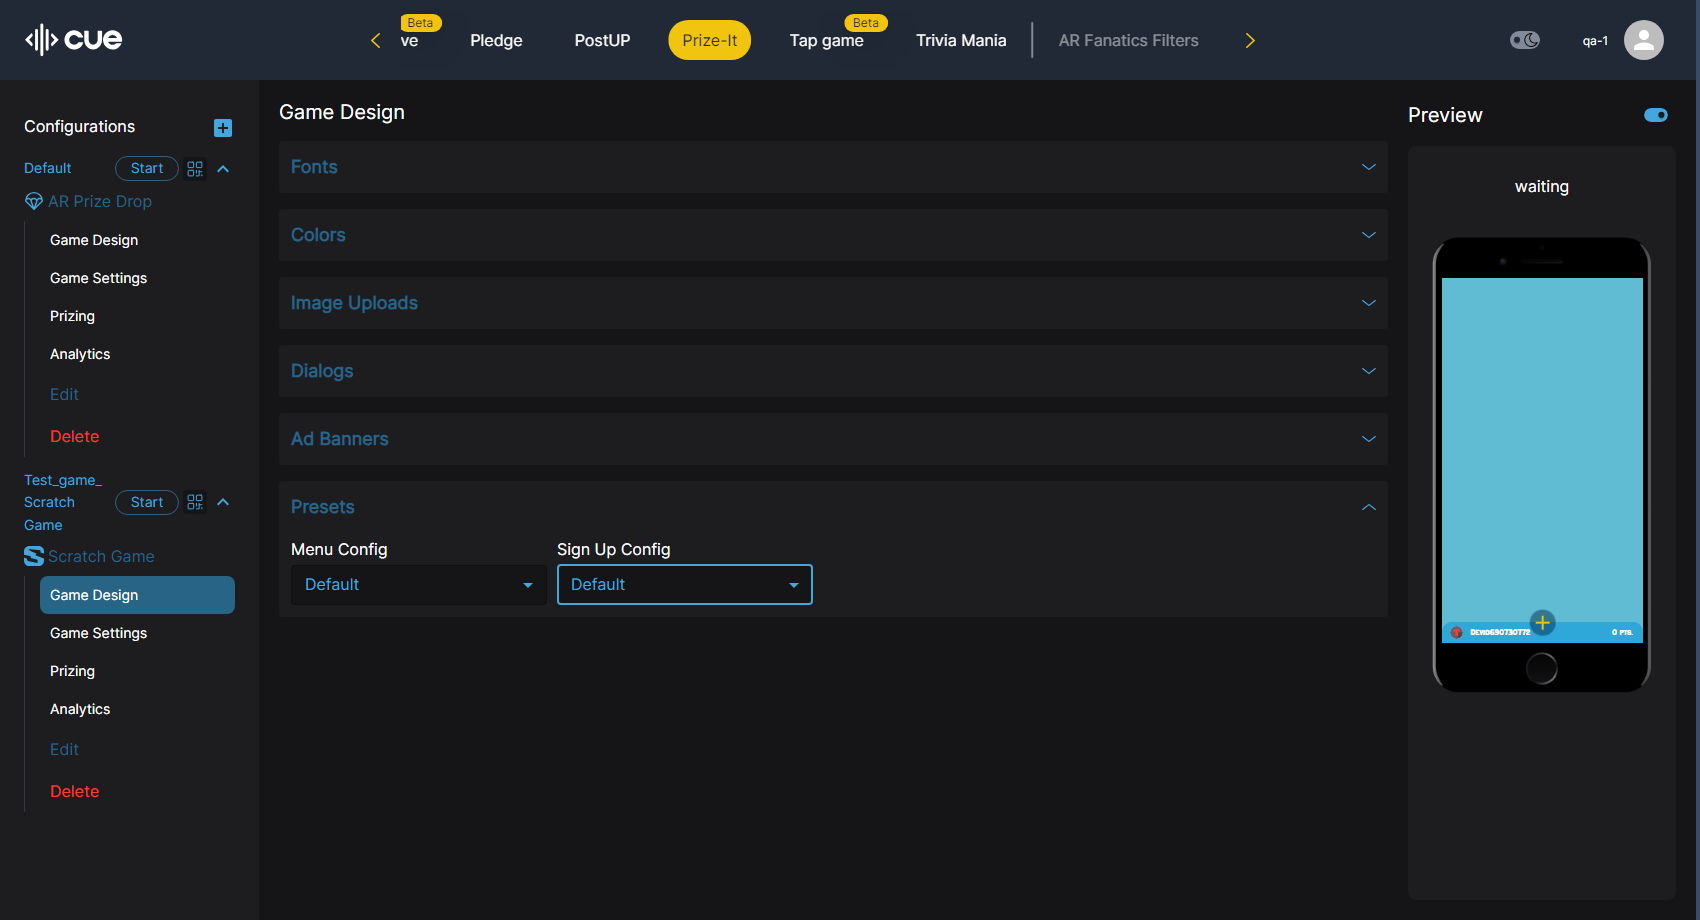 cue
Beta
ve
Pledge
PostUP
Prize-It
Beta
Tap game
Trivia Mania
AR Fanatics Filters
qa-1
Configurations
Default
Start
AR Prize Drop
Game Design
Game Settings
Prizing
Analytics
Edit
Delete
Test_game_
Scratch
Game
Start
Scratch Game
Game Design
Game Settings
Prizing
Analytics
Edit
Delete
Game Design
Fonts
Colors
Image Uploads
Dialogs
Ad Banners
Presets
Menu Config
Sign Up Config
Default
Default
Preview
waiting
0 PTS.